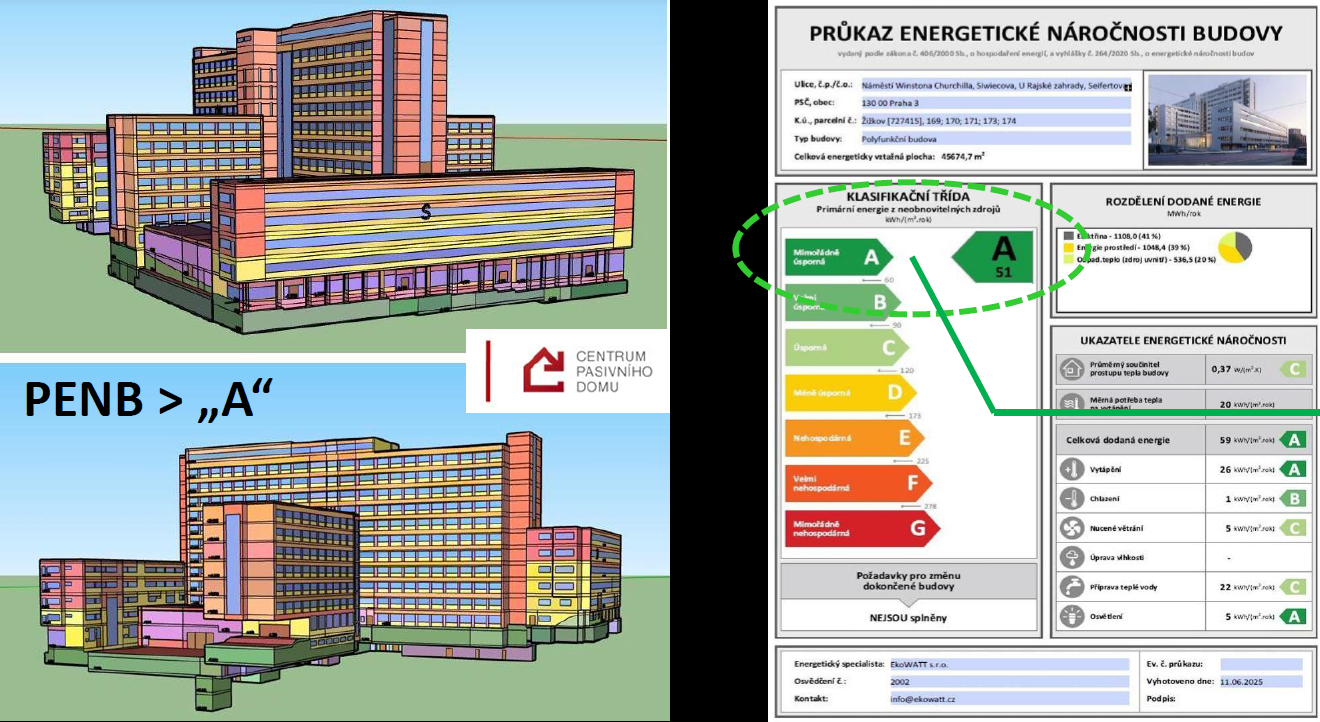 S
CENTRUM
PASIVNÍHO
DOMU
PENB > „A“
PRŮKAZ ENERGETICKÉ NÁROČNOSTI BUDOVY
vydaný podle zákona č. 406/2000 Sb., o hospodaření energií, a vyhlášky č. 264/2020 Sb., o energetické náročnosti budov
Ulice, č.p./č.o.: Náměstí Winstona Churchilla, Siwiecova, U Rajské zahrady, Seifertova
PSČ, obec: 130 00 Praha 3
K.ú., parcelní č.: Žižkov [727415], 169; 170; 171; 173; 174
Typ budovy: Polyfunkční budova
Celková energeticky vztažná plocha: 45674,7 m²
KLASIFIKAČNÍ TŘÍDA
Primární energie z neobnovitelných zdrojů
kWh/(m².rok)
Mimořádně úsporná A
A
51
60
Velmi úsporná B
90
Úsporná C
120
Méně úsporná D
173
Nehospodárná E
225
Velmi nehospodárná F
278
Mimořádně nehospodárná G
Požadavky pro změnu
dokončené budovy
NEJSOU splněny
ROZDĚLENÍ DODANÉ ENERGIE
MWh/rok
Elektřina - 1108,0 (41 %)
Energie prostředí - 1048,4 (39 %)
Odpad.teplo (zdroj uvnitř) - 536,5 (20 %)
UKAZATELE ENERGETICKÉ NÁROČNOSTI
Průměrný součinitel prostupu tepla budovy 0,37 W/(m².K) C
Měrná potřeba tepla na vytápění 20 kWh/(m².rok)
Celková dodaná energie 59 kWh/(m².rok) A
Vytápění 26 kWh/(m².rok) A
Chlazení 1 kWh/(m².rok) B
Nucené větrání 5 kWh/(m².rok) C
Úprava vlhkosti -
Příprava teplé vody 22 kWh/(m².rok) C
Osvětlení 5 kWh/(m².rok) A
Energetický specialista: EkoWATT s.r.o.
Osvědčení č.: 2002
Kontakt: info@ekowatt.cz
Ev. č. průkazu:
Vyhotoveno dne: 11.06.2025
Podpis: